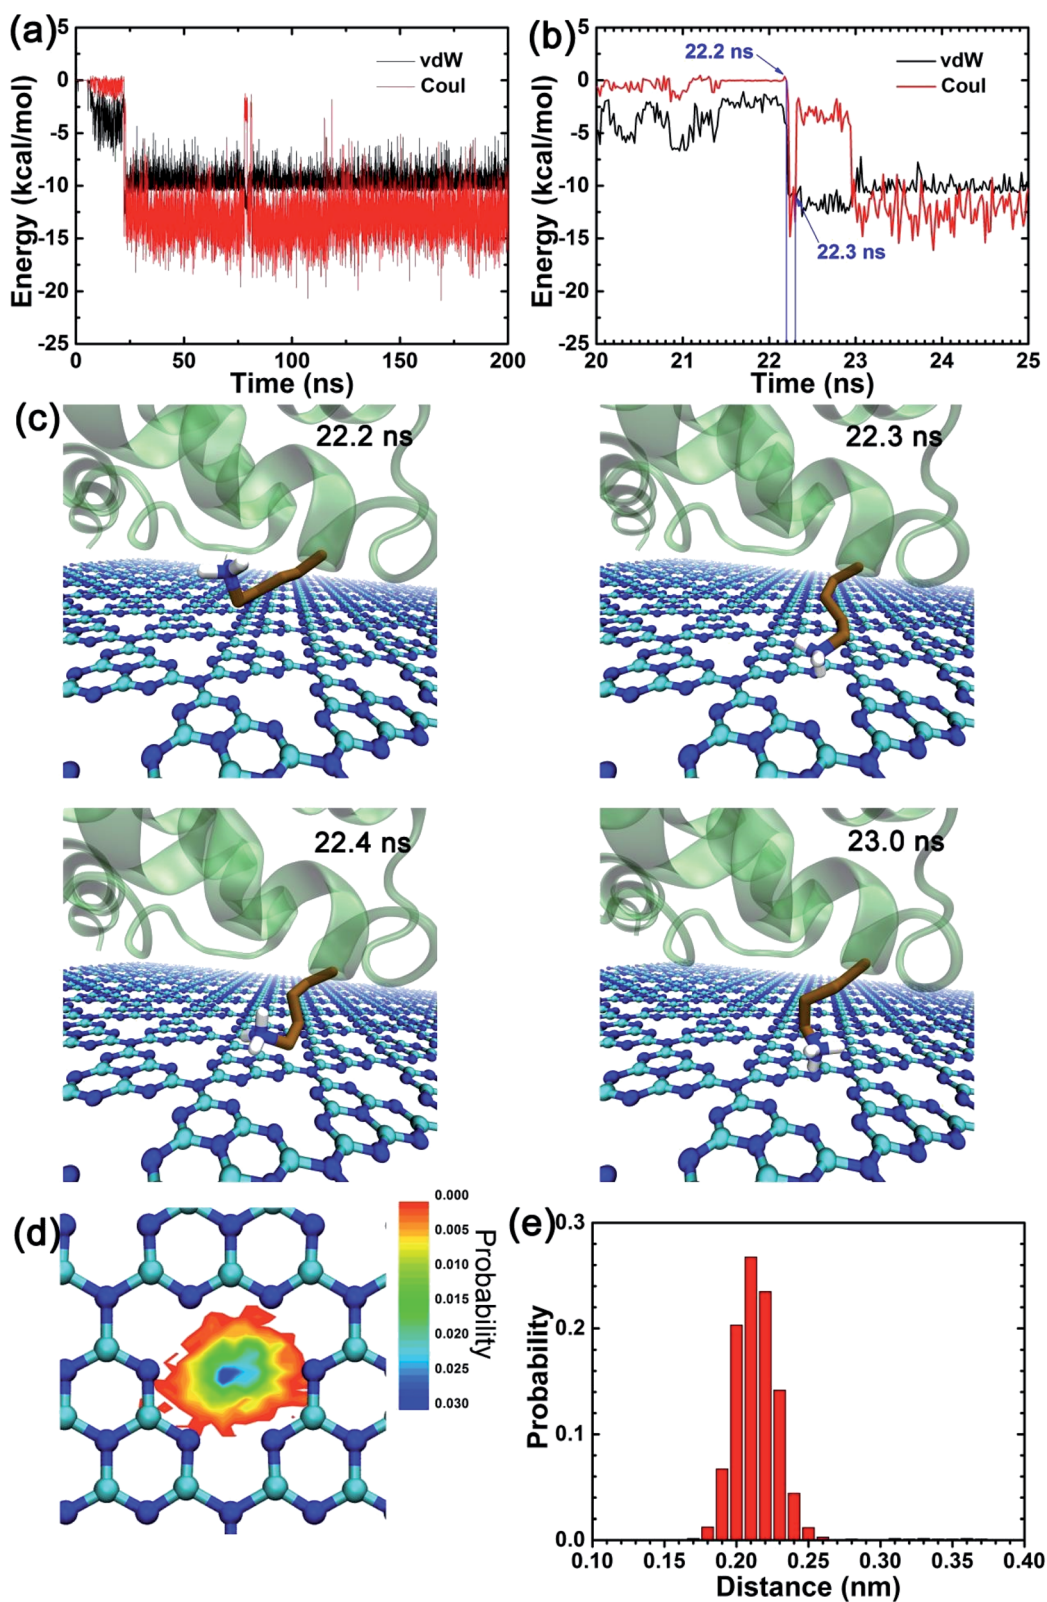 (a)
5
0
-5
-10
-15
-20
-25
Energy (kcal/mol)
vdW
Coul
0 50 100 150 200
Time (ns)
(b)
5
0
-5
-10
-15
-20
-25
Energy (kcal/mol)
22.2 ns
vdW
Coul
22.3 ns
20 21 22 23 24 25
Time (ns)
(c)
22.2 ns
22.3 ns
22.4 ns
23.0 ns
(d)
0.000
0.005
0.010
0.015
0.020
0.025
0.030
Probability
(e)
0.3
0.2
0.1
0.0
Probability
0.10 0.15 0.20 0.25 0.30 0.35 0.40
Distance (nm)